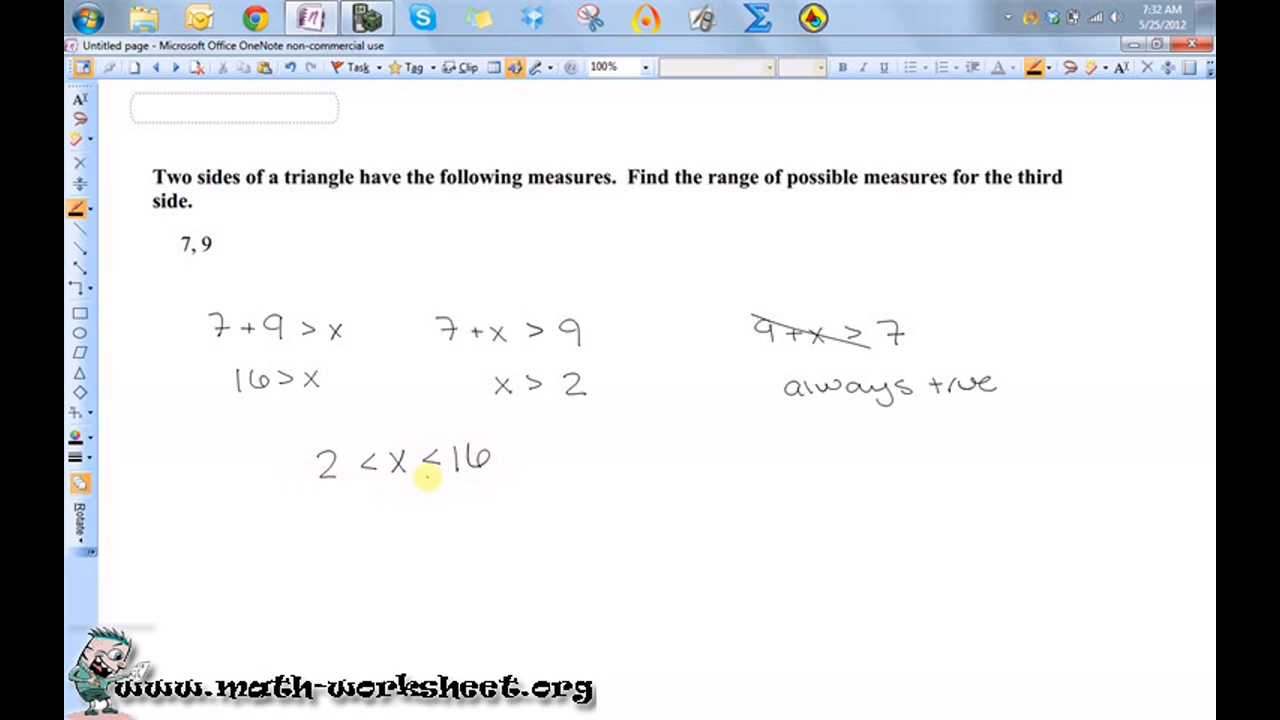 7:32 AM
5/25/2012
Untitled page - Microsoft Office OneNote non-commercial use
Task Tag Clip 100% B I U A
Two sides of a triangle have the following measures. Find the range of possible measures for the third
side.
7, 9
7+9 > x 7+x > 9 9+x > 7
16 > x x > 2 always true
2 < x < 16
Rotate
www.math-worksheet.org